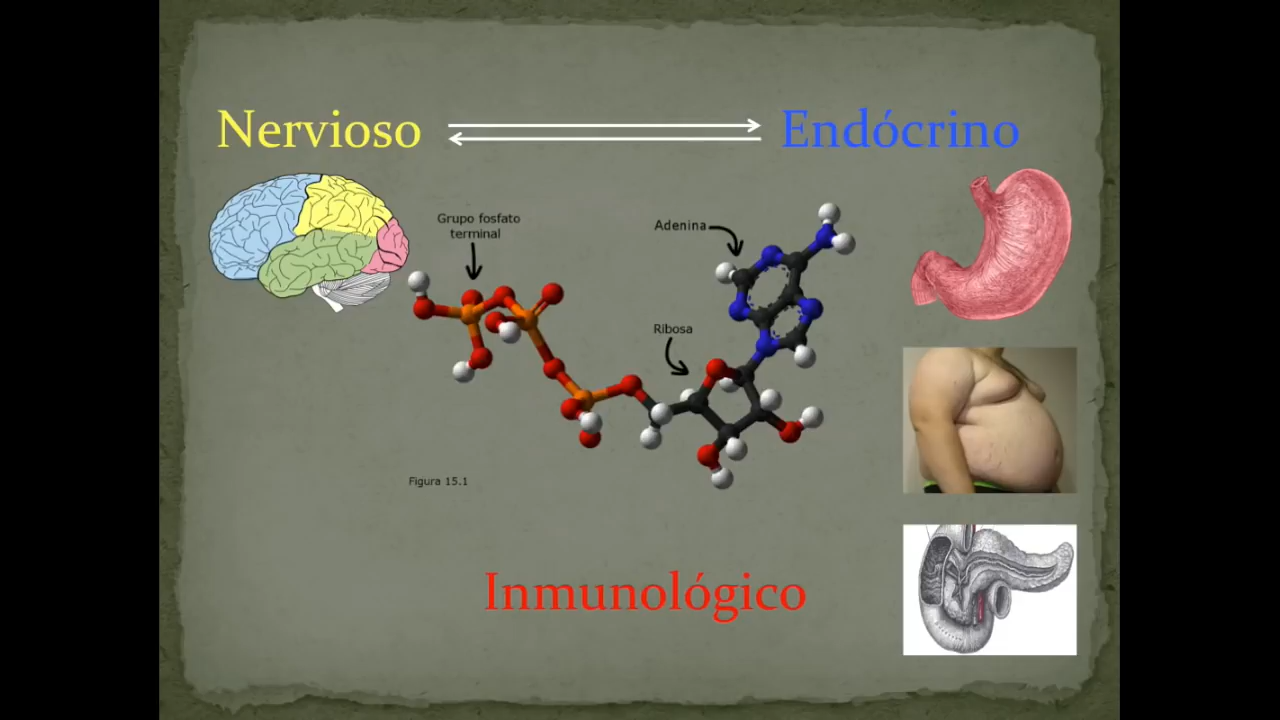 Nervioso
Endócrino
Grupo fosfato
terminal
Adenina
Ribosa
Figura 15.1
Inmunológico